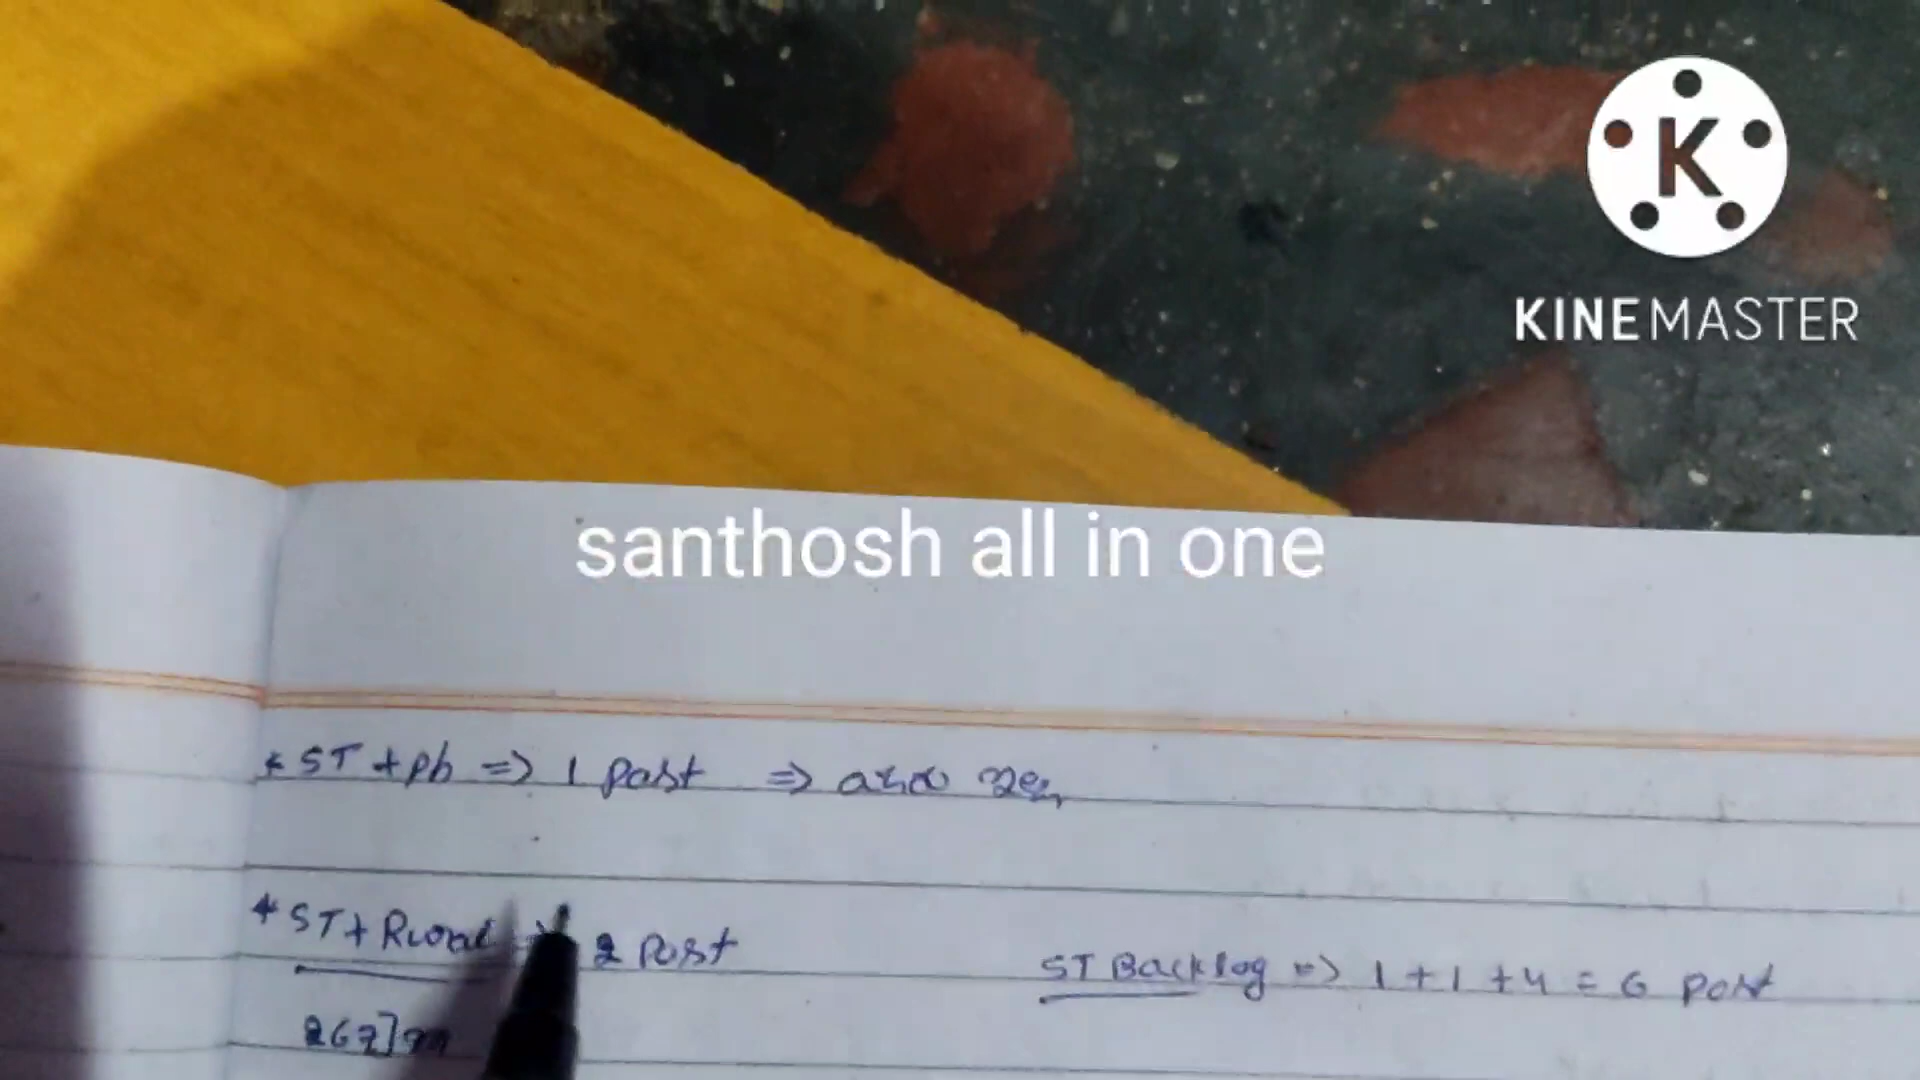 KINEMASTER
santhosh all in one
* ST + Ph => 1 Post =>
* ST + Rural 2 Post
ST Backlog => 1 + 1 + 4 = 6 post